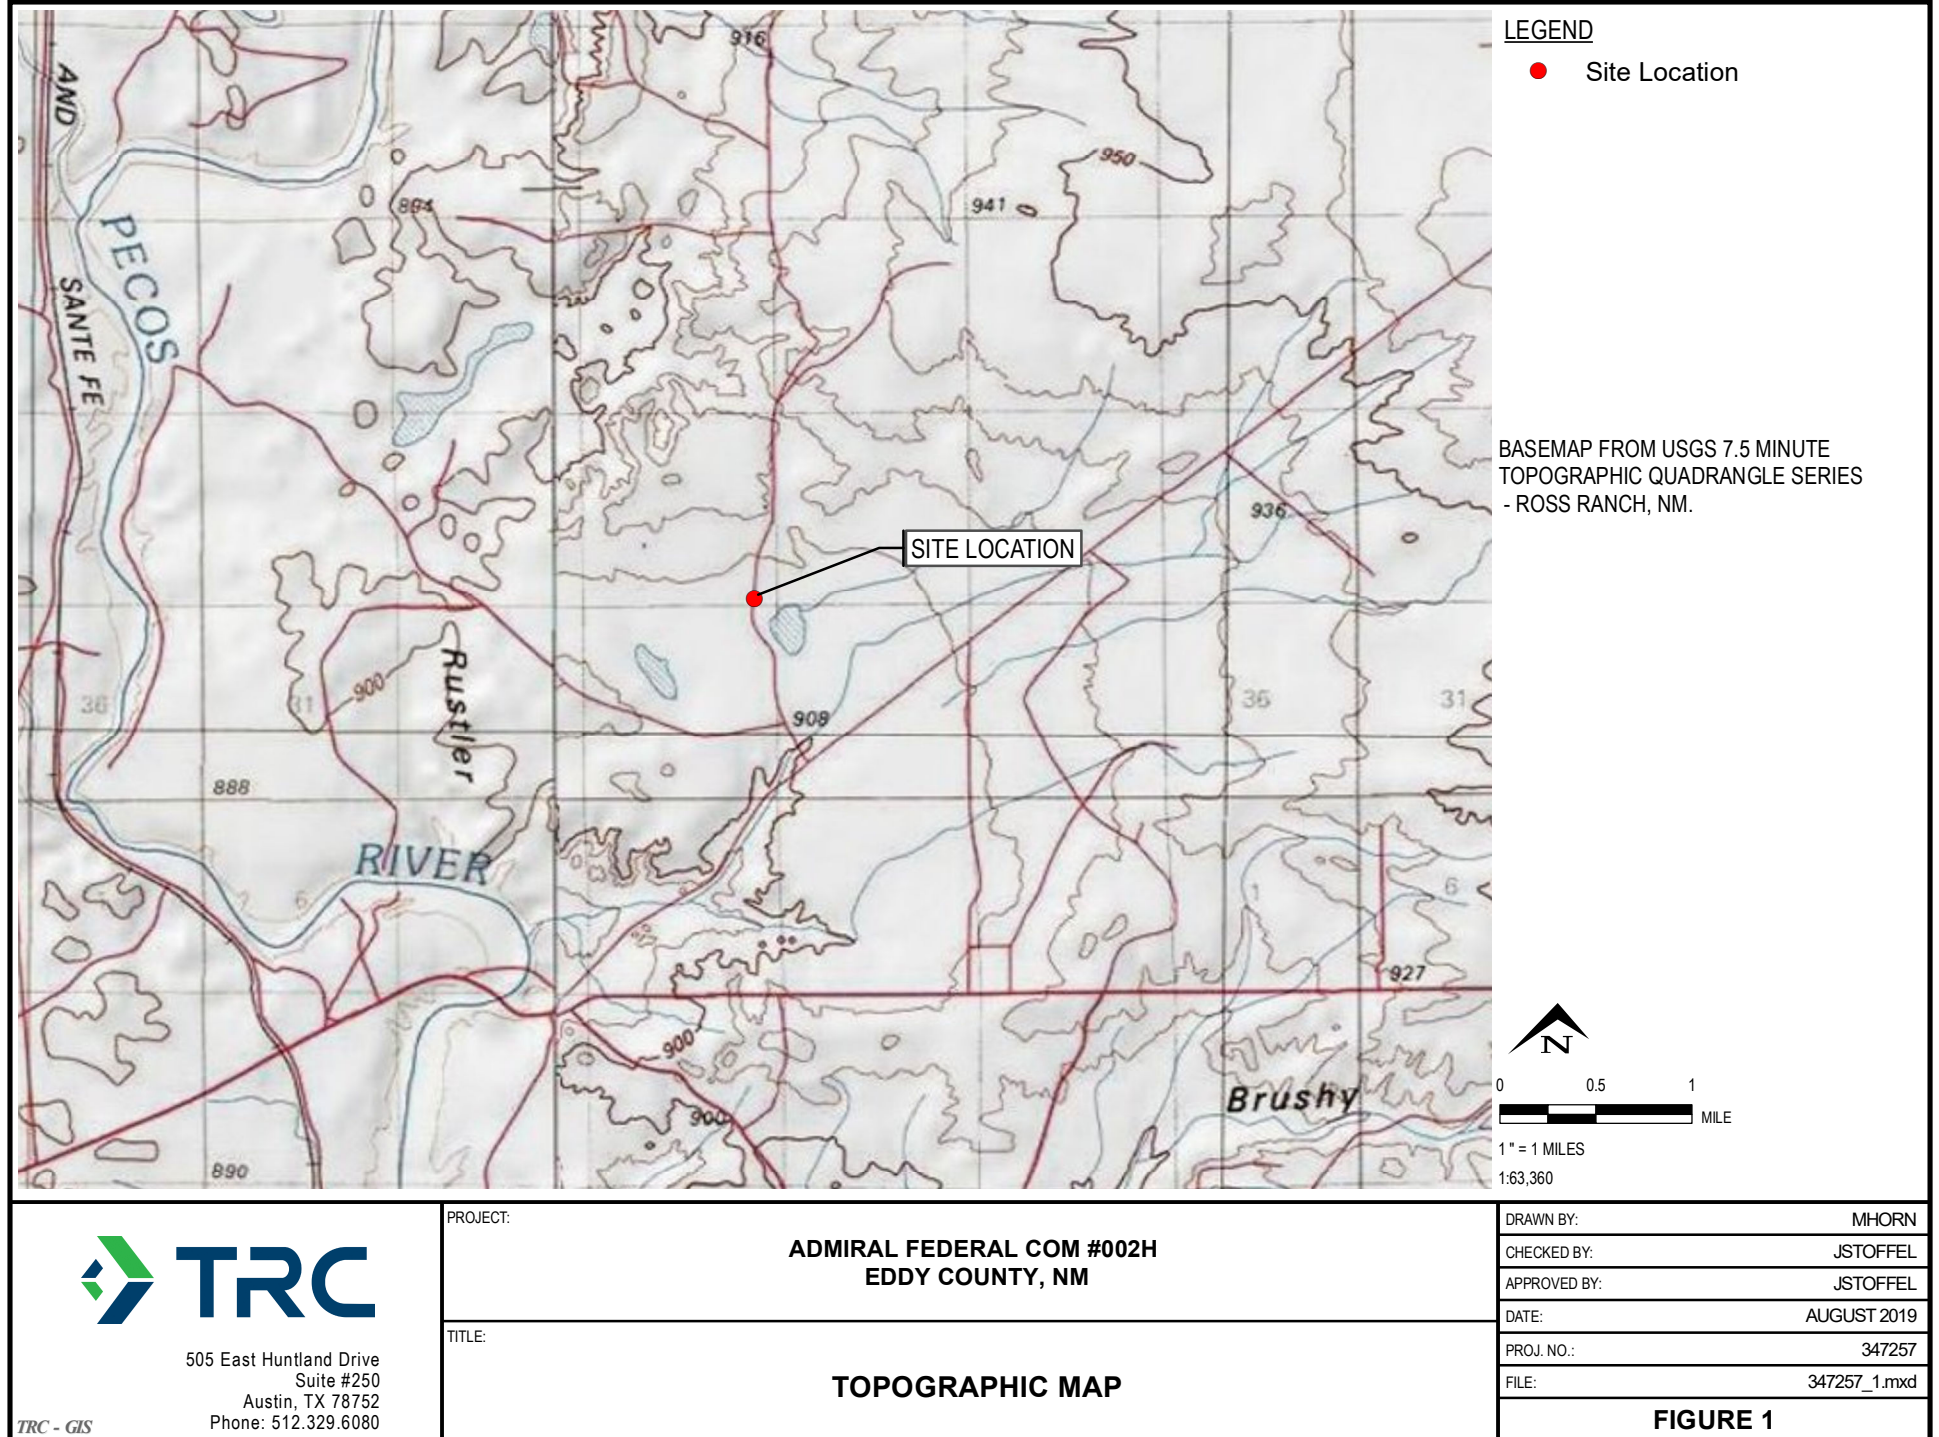 LEGEND
Site Location
BASEMAP FROM USGS 7.5 MINUTE
TOPOGRAPHIC QUADRANGLE SERIES
- ROSS RANCH, NM.
916
AND
950
894
941
PECOS
SANTE FE
936
SITE LOCATION
Rustler
900
36
31
36
31
908
888
RIVER
6
1
6
927
900
Brushy
900
890
N
0 0.5 1
MILE
1 " = 1 MILES
1:63,360
TRC
505 East Huntland Drive
Suite #250
Austin, TX 78752
Phone: 512.329.6080
TRC - GIS
PROJECT:
ADMIRAL FEDERAL COM #002H
EDDY COUNTY, NM
TITLE:
TOPOGRAPHIC MAP
DRAWN BY: MHORN
CHECKED BY: JSTOFFEL
APPROVED BY: JSTOFFEL
DATE: AUGUST 2019
PROJ. NO.: 347257
FILE: 347257_1.mxd
FIGURE 1